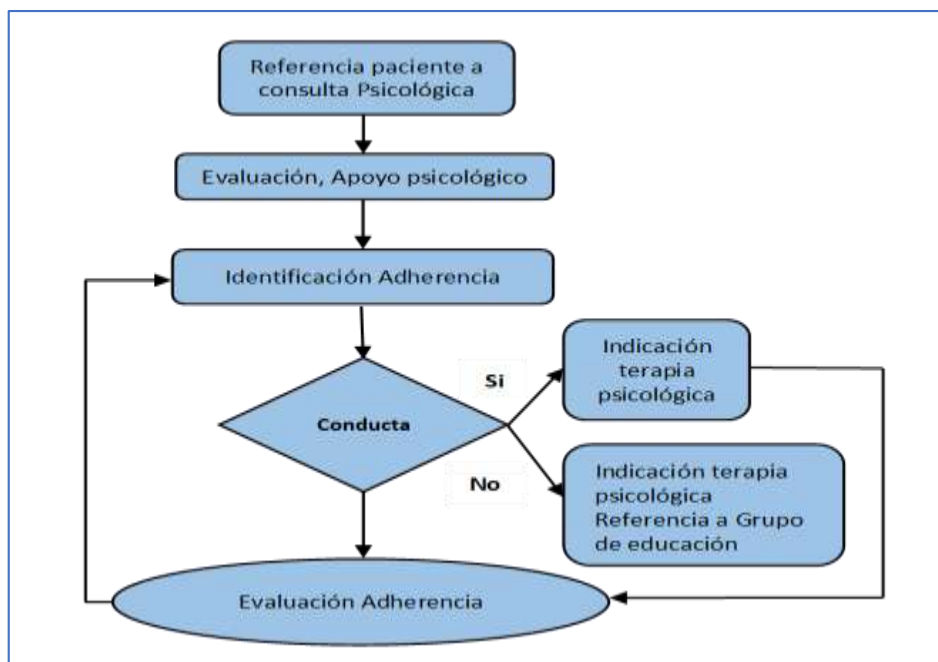 Referencia paciente a
consulta Psicológica
Evaluación, Apoyo psicológico
Identificación Adherencia
Conducta
Si
Indicación
terapia
psicológica
No
Indicación terapia
psicológica
Referencia a Grupo
de educación
Evaluación Adherencia